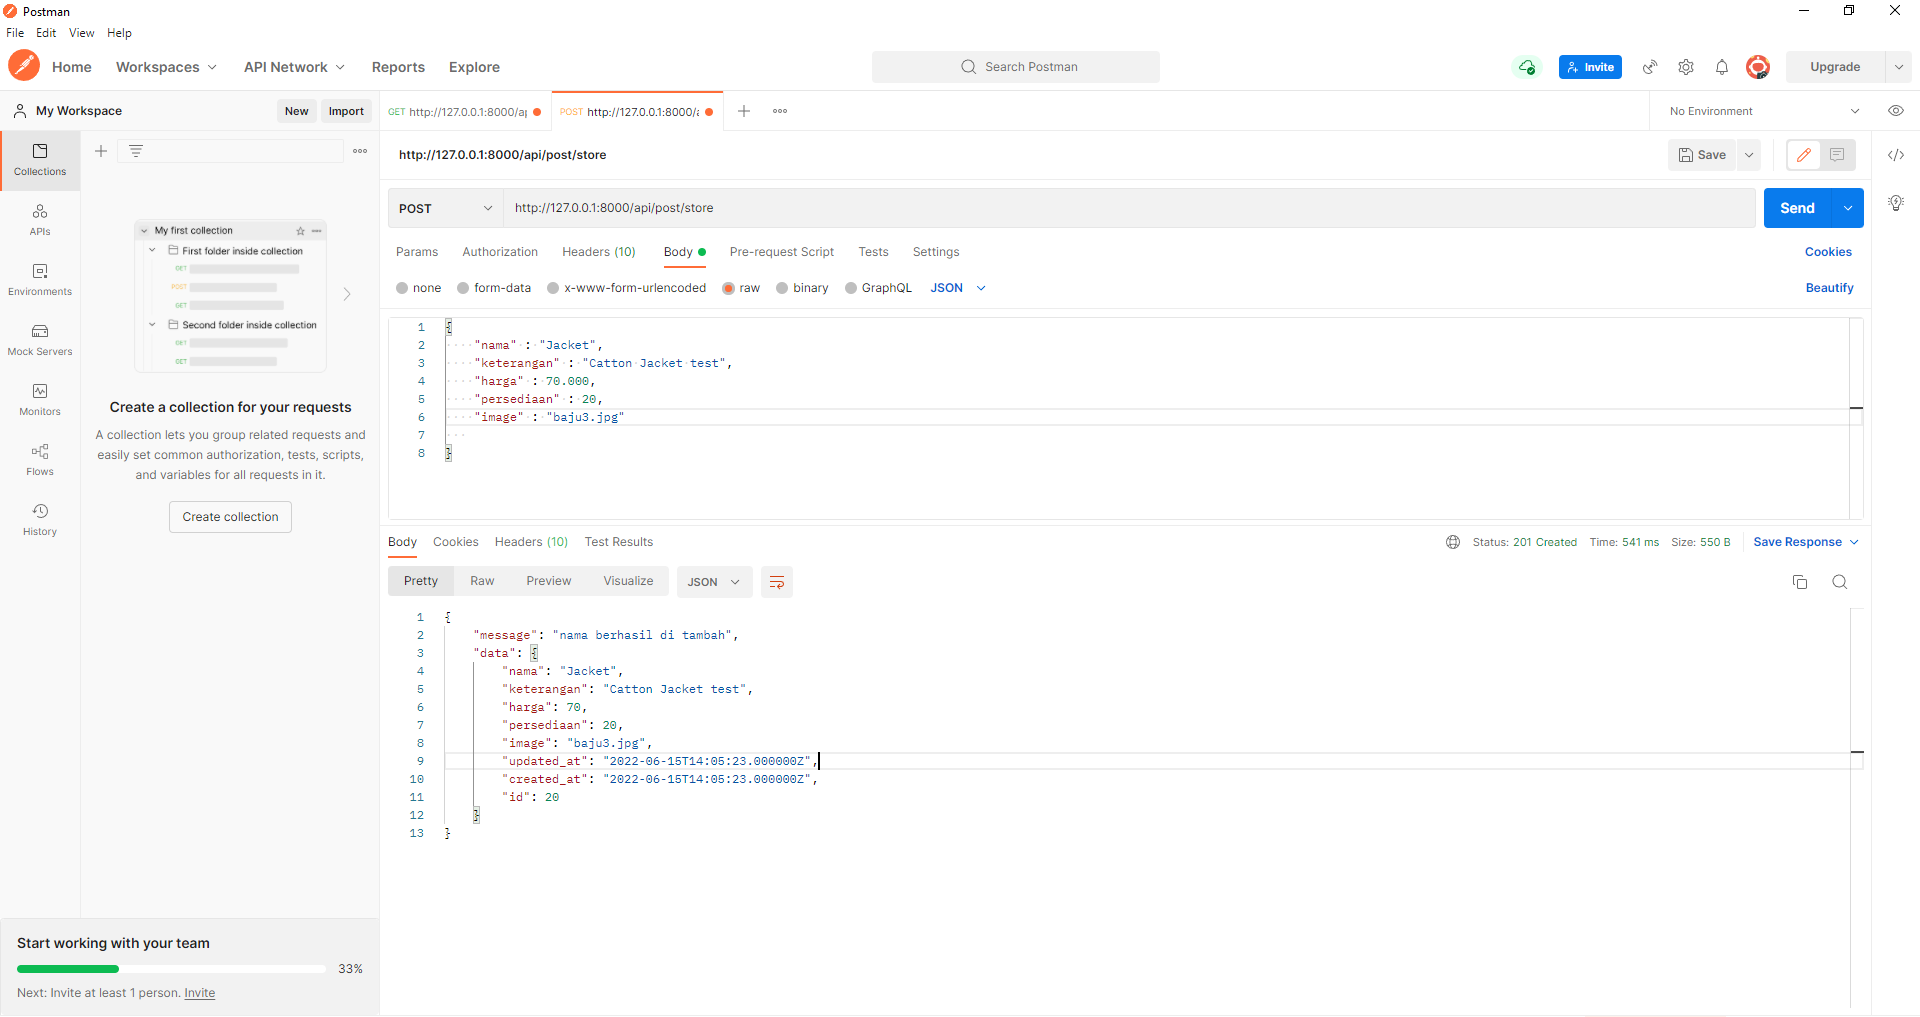 Postman
File Edit View Help
Home Workspaces API Network Reports Explore
Search Postman
Invite
Upgrade
My Workspace
New
Import
GET http://127.0.0.1:8000/ap
POST http://127.0.0.1:8000/a
No Environment
Collections
APIs
Environments
Mock Servers
Monitors
Flows
History
My first collection
First folder inside collection
GET
POST
GET
Second folder inside collection
GET
GET
Create a collection for your requests
A collection lets you group related requests and
easily set common authorization, tests, scripts,
and variables for all requests in it.
Create collection
Start working with your team
33%
Next: Invite at least 1 person. Invite
http://127.0.0.1:8000/api/post/store
Save
POST http://127.0.0.1:8000/api/post/store
Send
Params Authorization Headers (10) Body Pre-request Script Tests Settings Cookies
none form-data x-www-form-urlencoded raw binary GraphQL JSON Beautify
1 {
2 "nama" : "Jacket",
3 "keterangan" : "Catton Jacket test",
4 "harga" : 70.000,
5 "persediaan" : 20,
6 "image" : "baju3.jpg"
7
8 }
Body Cookies Headers (10) Test Results Status: 201 Created Time: 541 ms Size: 550 B Save Response
Pretty Raw Preview Visualize JSON
1 {
2 "message": "nama berhasil di tambah",
3 "data": {
4 "nama": "Jacket",
5 "keterangan": "Catton Jacket test",
6 "harga": 70,
7 "persediaan": 20,
8 "image": "baju3.jpg",
9 "updated_at": "2022-06-15T14:05:23.000000Z",
10 "created_at": "2022-06-15T14:05:23.000000Z",
11 "id": 20
12 }
13 }